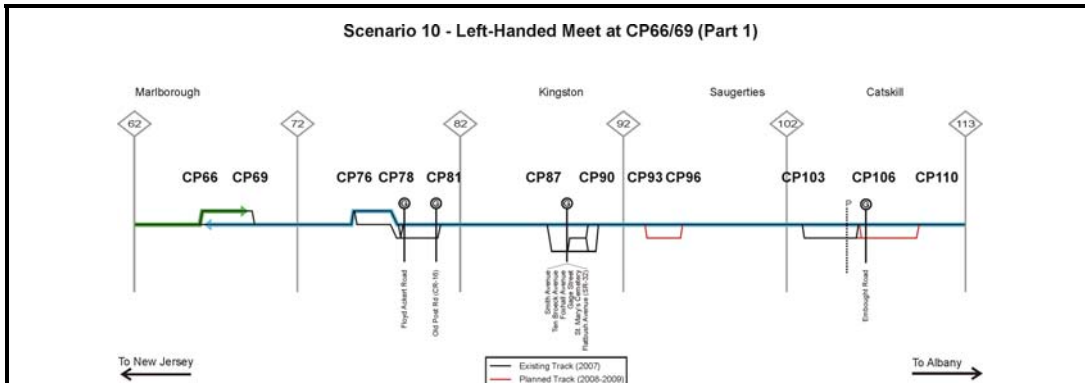 Scenario 10 - Left-Handed Meet at CP66/69 (Part 1)
Marlborough Kingston Saugerties Catskill
62 72 82 92 102 113
CP66 CP69 CP76 CP78 CP81 CP87 CP90 CP93 CP96 CP103 CP106 CP110
Floyd Ackert Road
Old Post Rd (CR-16)
Smith Avenue
Ten Broeck Avenue
Foxhall Avenue
Gage Street
St. Mary's Cemetery
Flatbush Avenue (SR-32)
Embought Road
To New Jersey
To Albany
Existing Track (2007)
Planned Track (2008-2009)